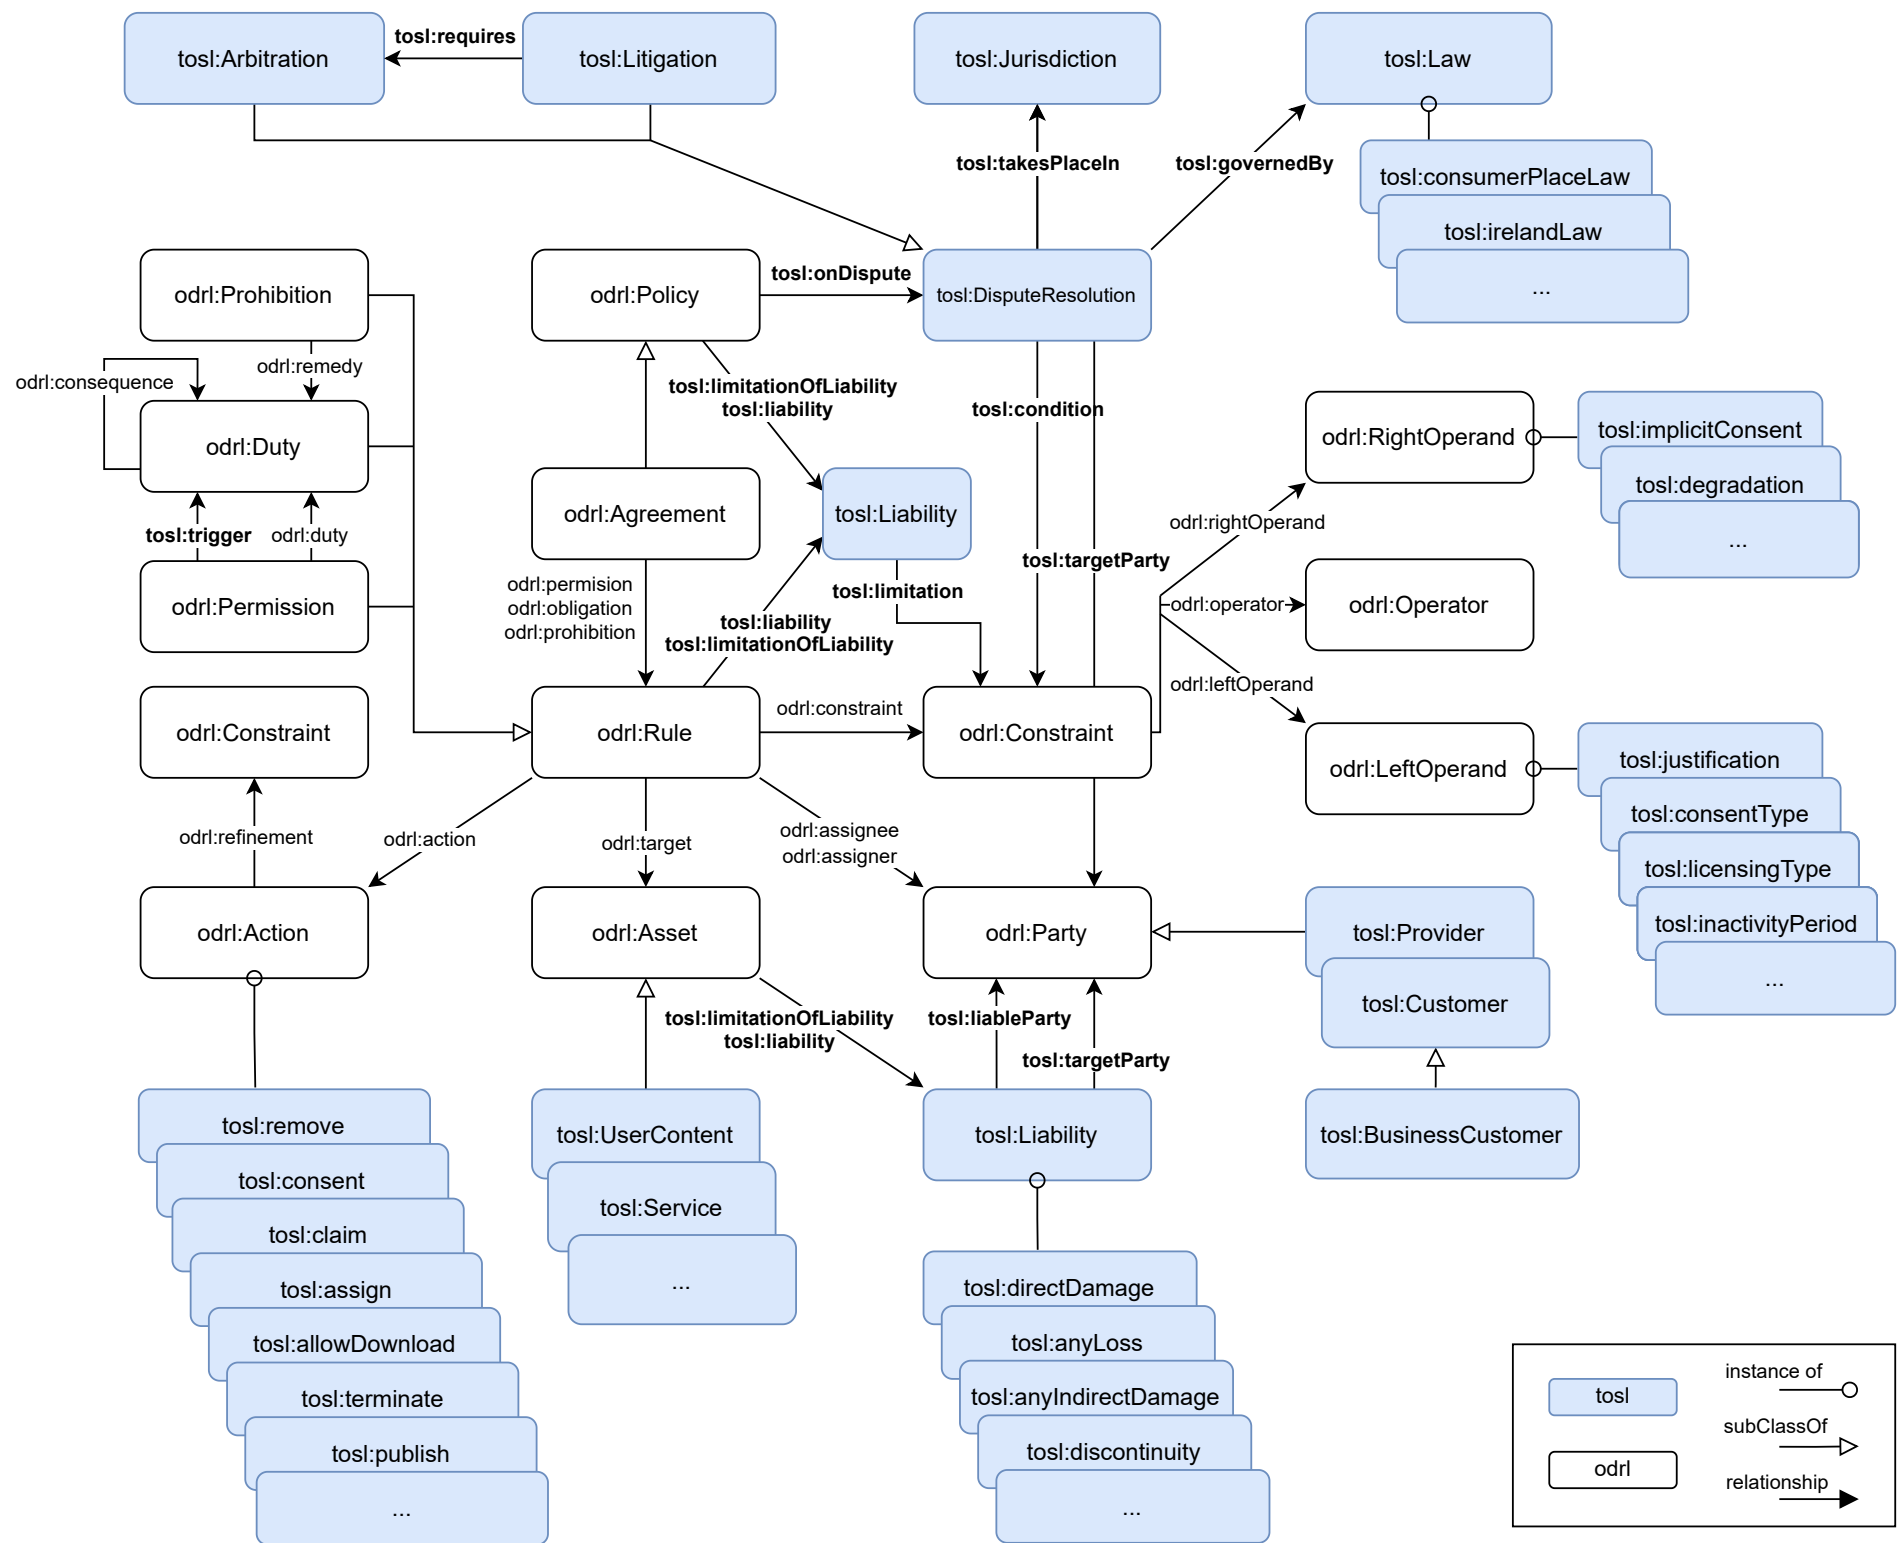 tosl:Arbitration
tosl:requires
tosl:Litigation
tosl:Jurisdiction
tosl:Law
tosl:takesPlaceIn
tosl:governedBy
tosl:consumerPlaceLaw
tosl:irelandLaw
...
odrl:Prohibition
odrl:Policy
tosl:onDispute
tosl:DisputeResolution
odrl:consequence
odrl:remedy
tosl:limitationOfLiability
tosl:liability
tosl:condition
odrl:Duty
odrl:RightOperand
tosl:implicitConsent
tosl:degradation
...
tosl:trigger
odrl:duty
odrl:Agreement
tosl:Liability
odrl:rightOperand
tosl:targetParty
odrl:Permission
odrl:permision
odrl:obligation
odrl:prohibition
tosl:limitation
tosl:liability
tosl:limitationOfLiability
odrl:operator
odrl:Operator
odrl:leftOperand
odrl:Constraint
odrl:Rule
odrl:constraint
odrl:Constraint
odrl:LeftOperand
tosl:justification
tosl:consentType
tosl:licensingType
tosl:inactivityPeriod
...
odrl:refinement
odrl:action
odrl:target
odrl:assignee
odrl:assigner
odrl:Action
odrl:Asset
odrl:Party
tosl:Provider
tosl:Customer
tosl:limitationOfLiability
tosl:liability
tosl:liableParty
tosl:targetParty
tosl:remove
tosl:consent
tosl:claim
tosl:assign
tosl:allowDownload
tosl:terminate
tosl:publish
...
tosl:UserContent
tosl:Service
...
tosl:Liability
tosl:BusinessCustomer
tosl:directDamage
tosl:anyLoss
tosl:anyIndirectDamage
tosl:discontinuity
...
tosl
instance of
subClassOf
odrl
relationship